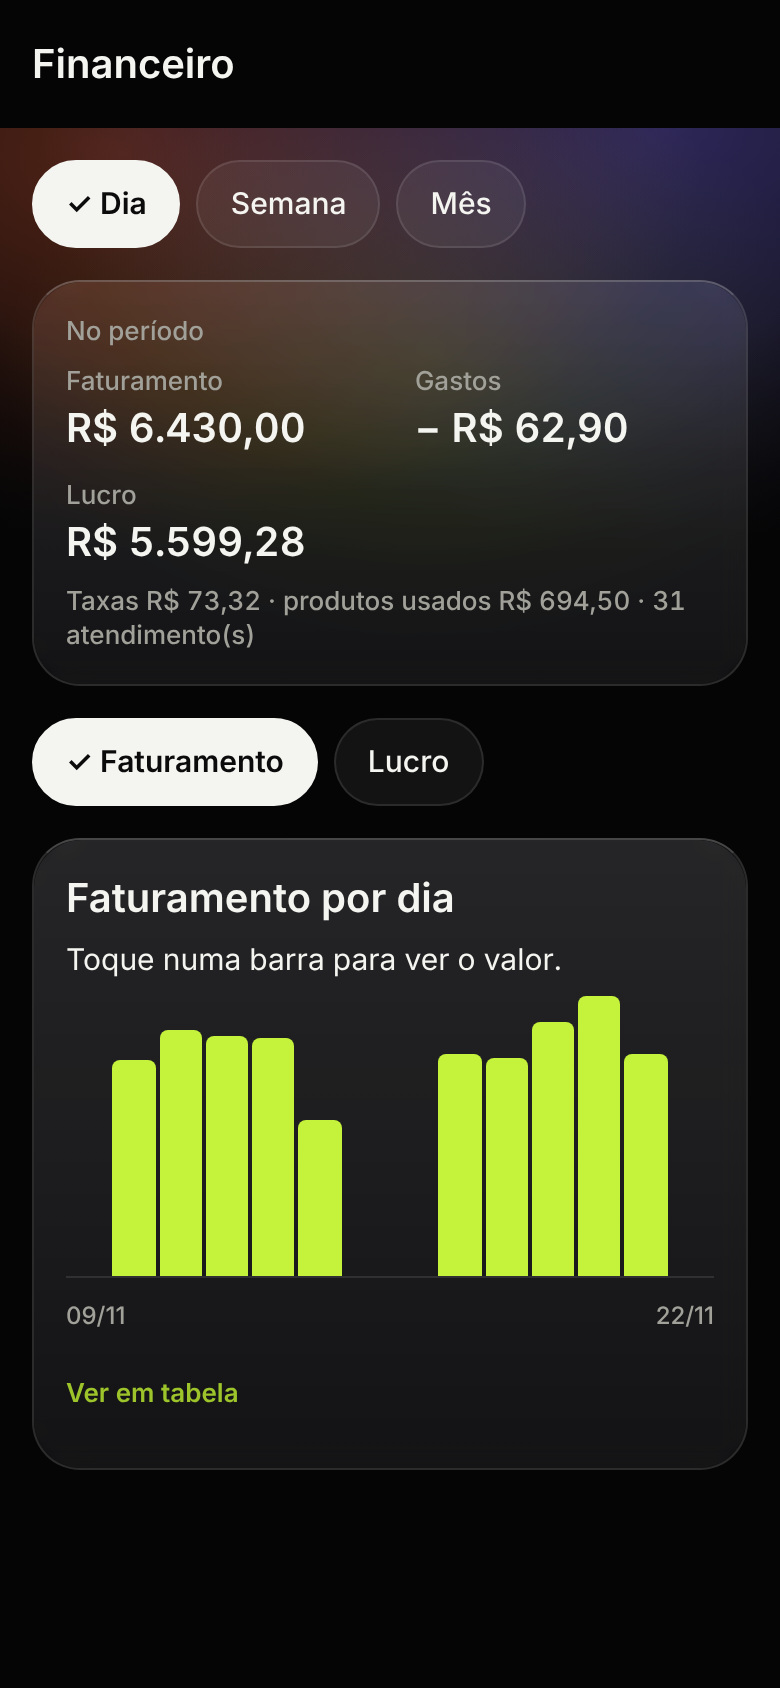 Financeiro
✓ Dia
Semana
Mês
No período
Faturamento
Gastos
R$ 6.430,00
− R$ 62,90
Lucro
R$ 5.599,28
Taxas R$ 73,32 · produtos usados R$ 694,50 · 31
atendimento(s)
✓ Faturamento
Lucro
Faturamento por dia
Toque numa barra para ver o valor.
09/11
22/11
Ver em tabela